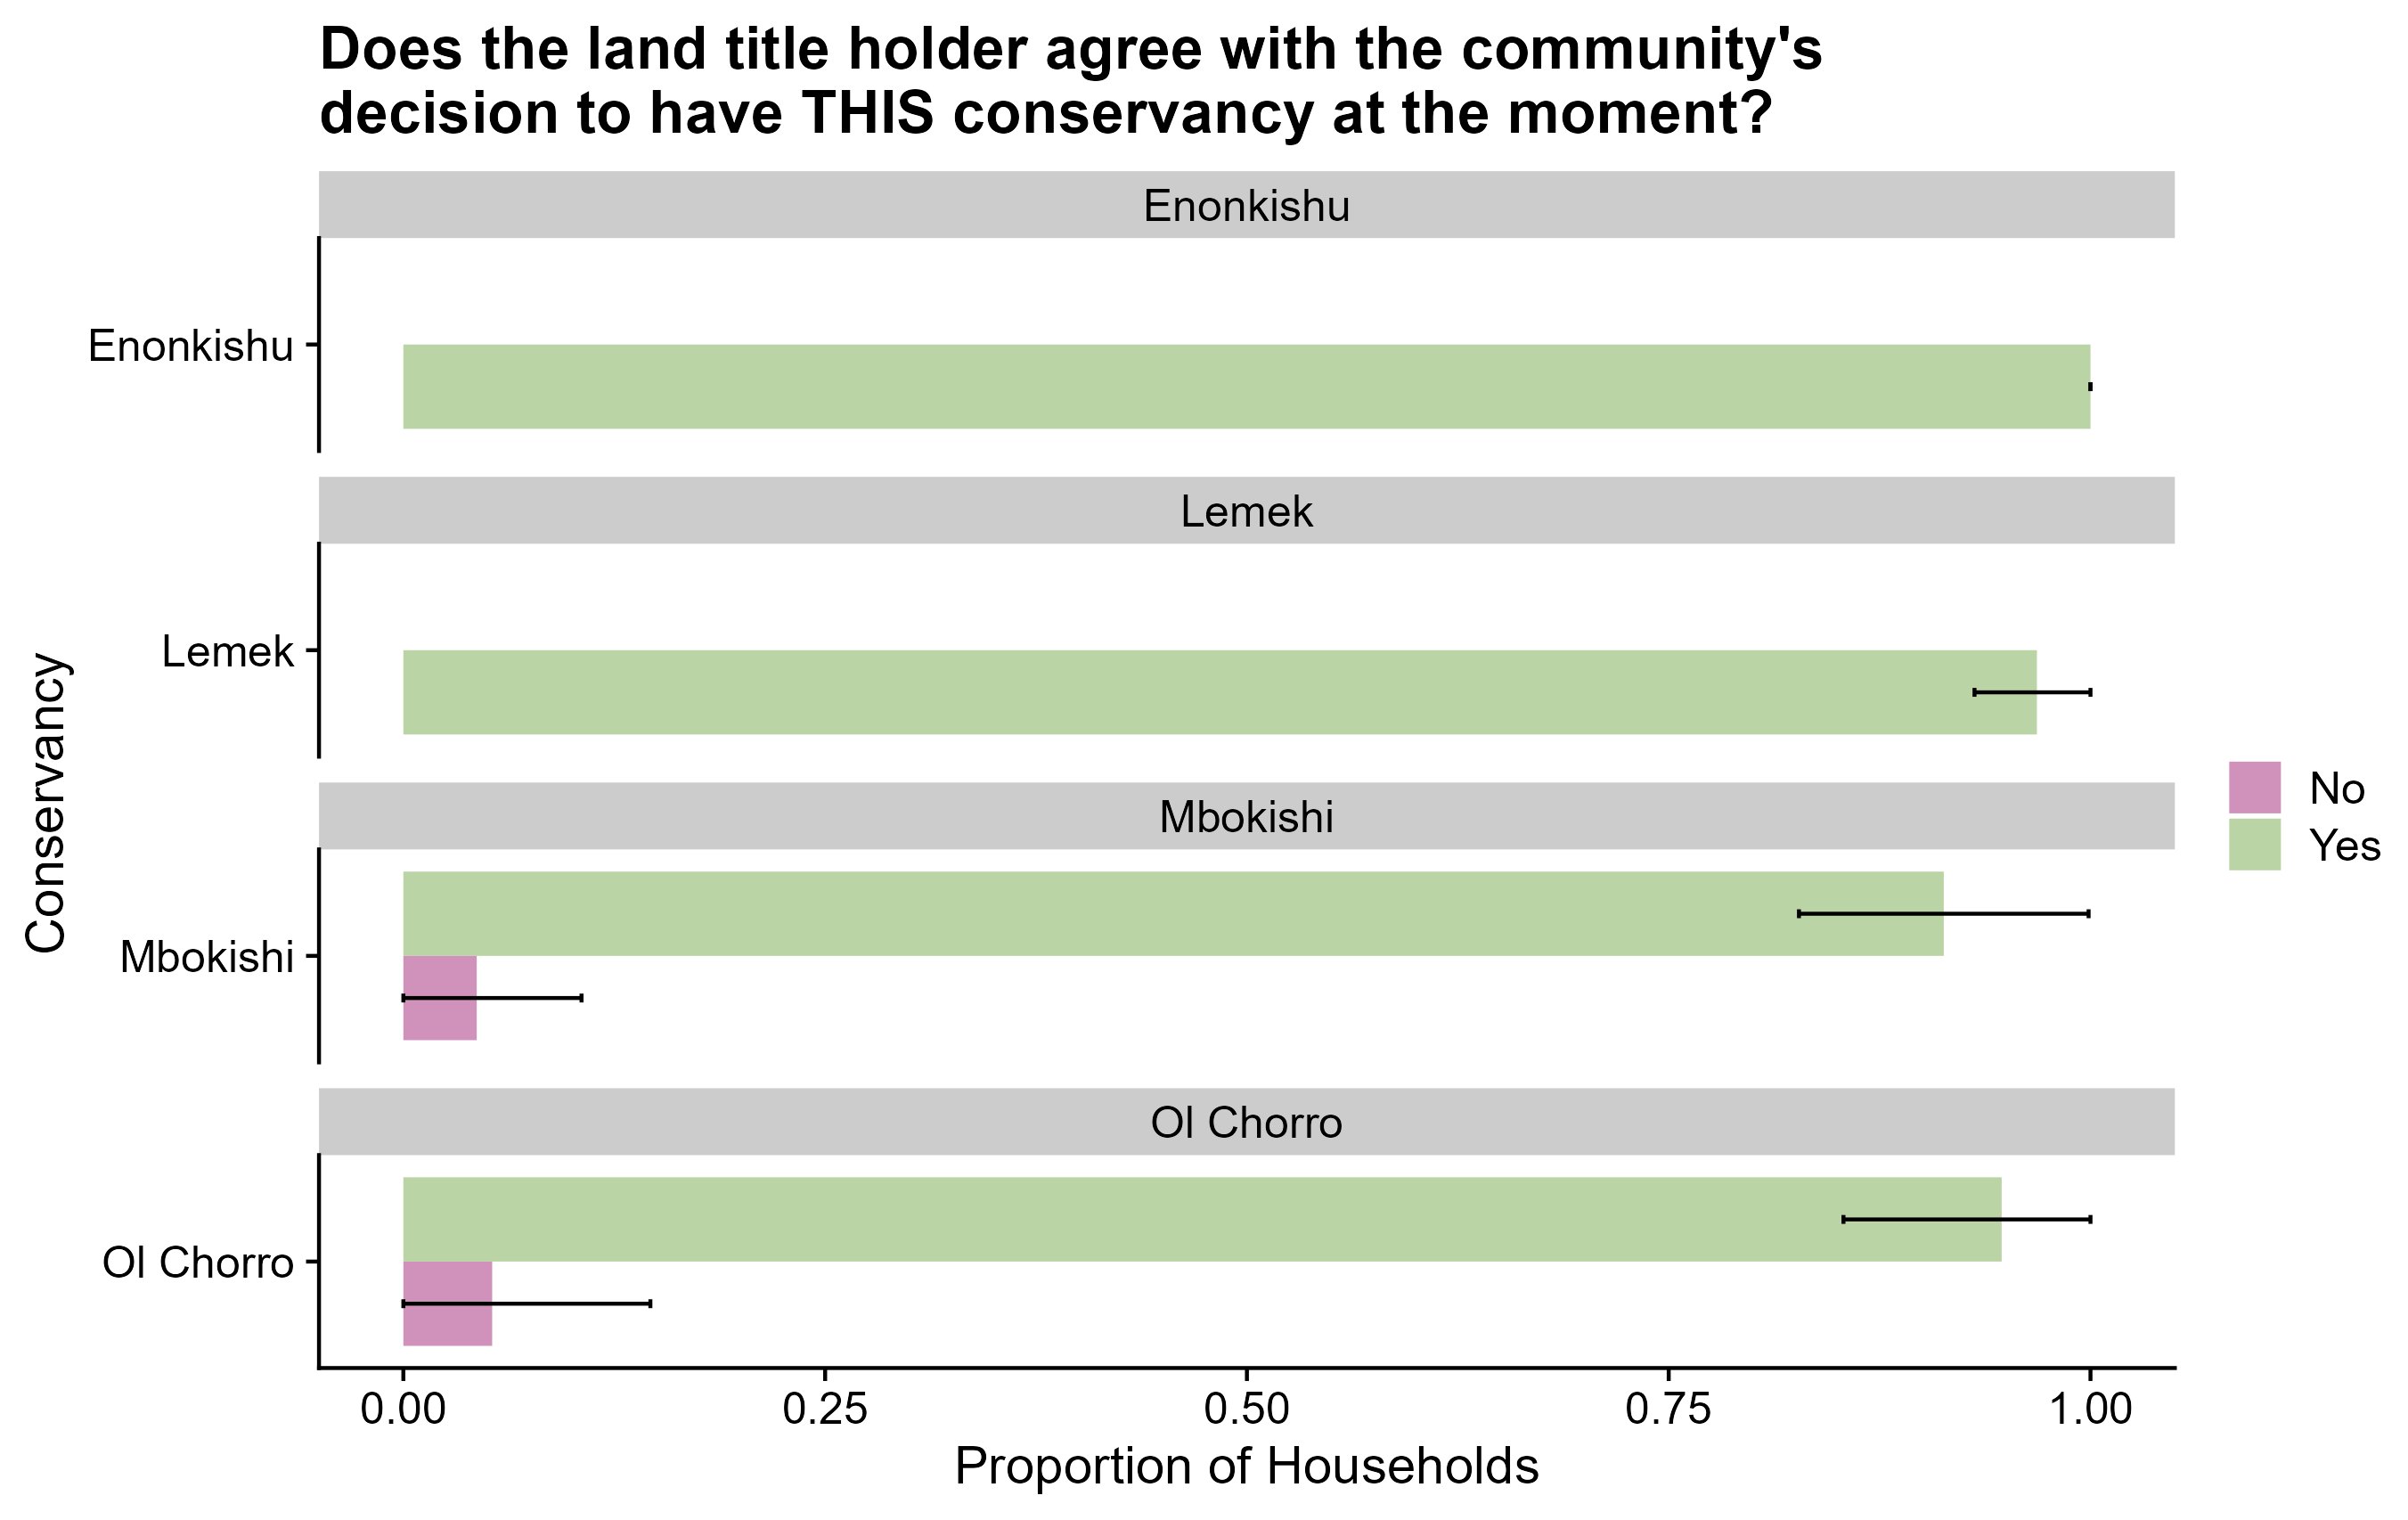 Does the land title holder agree with the community's
decision to have THIS conservancy at the moment?
Enonkishu
Enonkishu
Lemek
Lemek
Mbokishi
Mbokishi
Ol Chorro
Ol Chorro
Conservancy
No
Yes
0.00 0.25 0.50 0.75 1.00
Proportion of Households